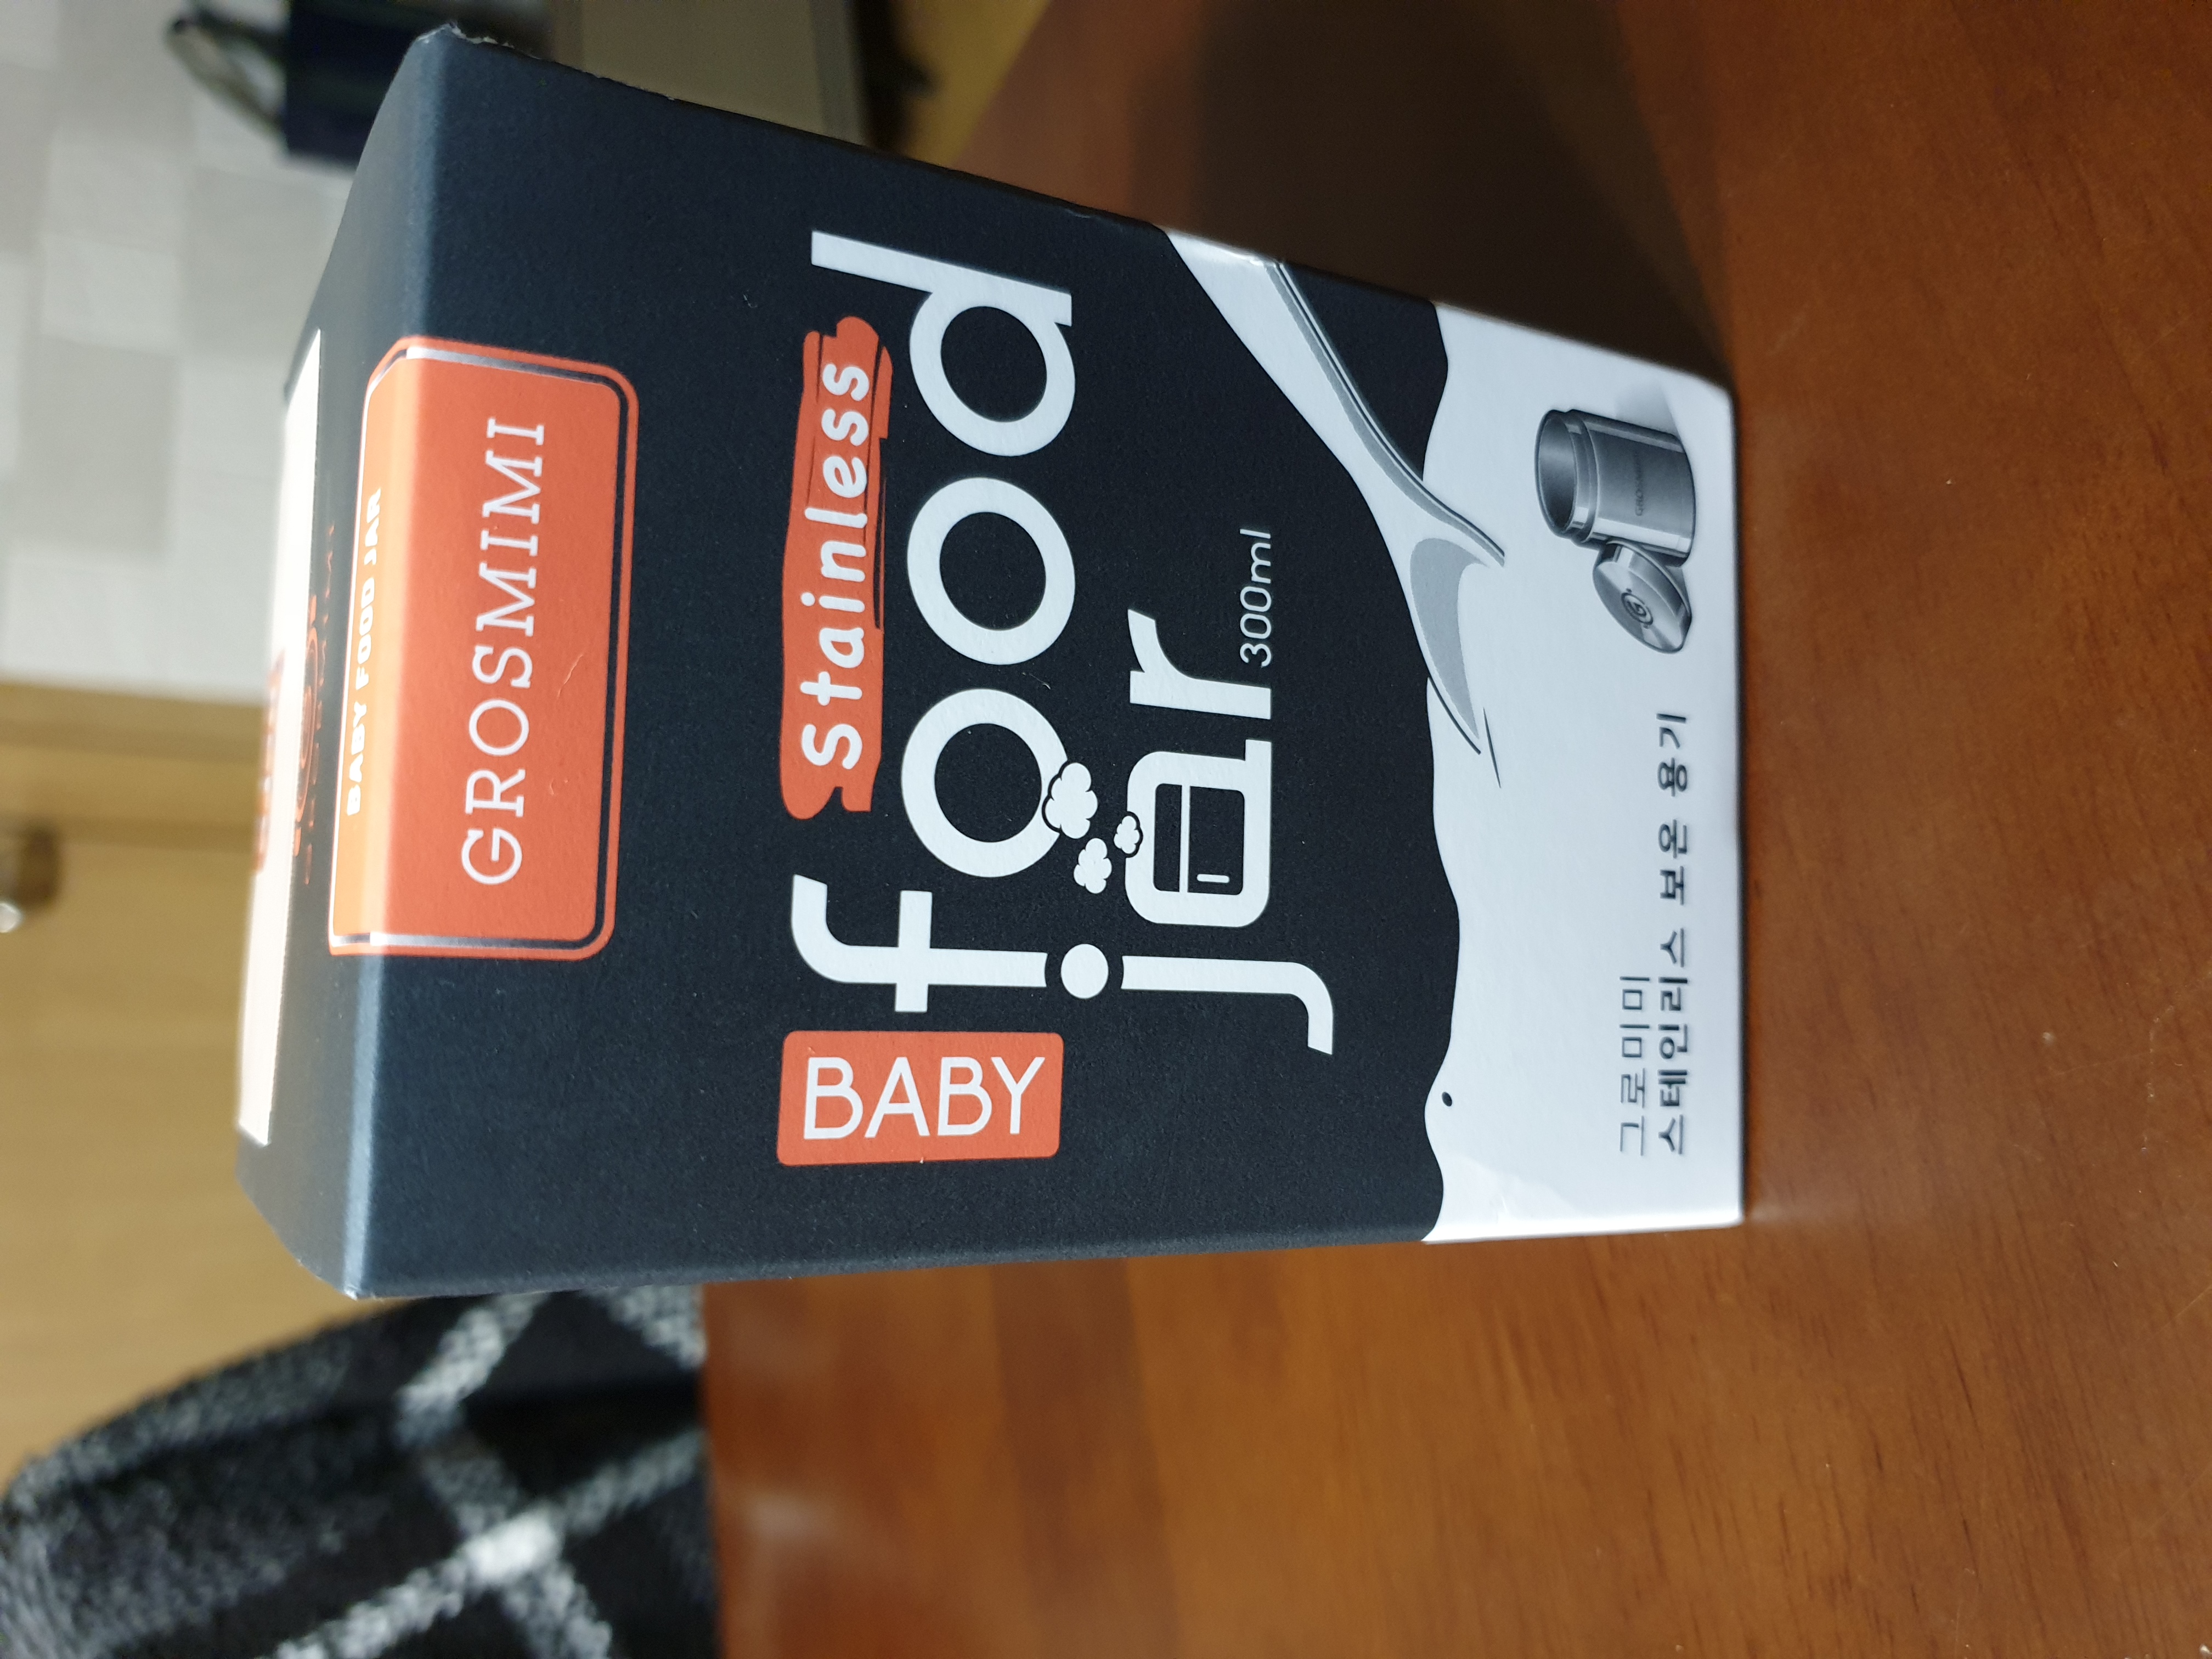 BABY FOOD JAR
GROSMIMI
Stainless
BABY food
jar 300ml
그로미미
스테인리스 보온 용기